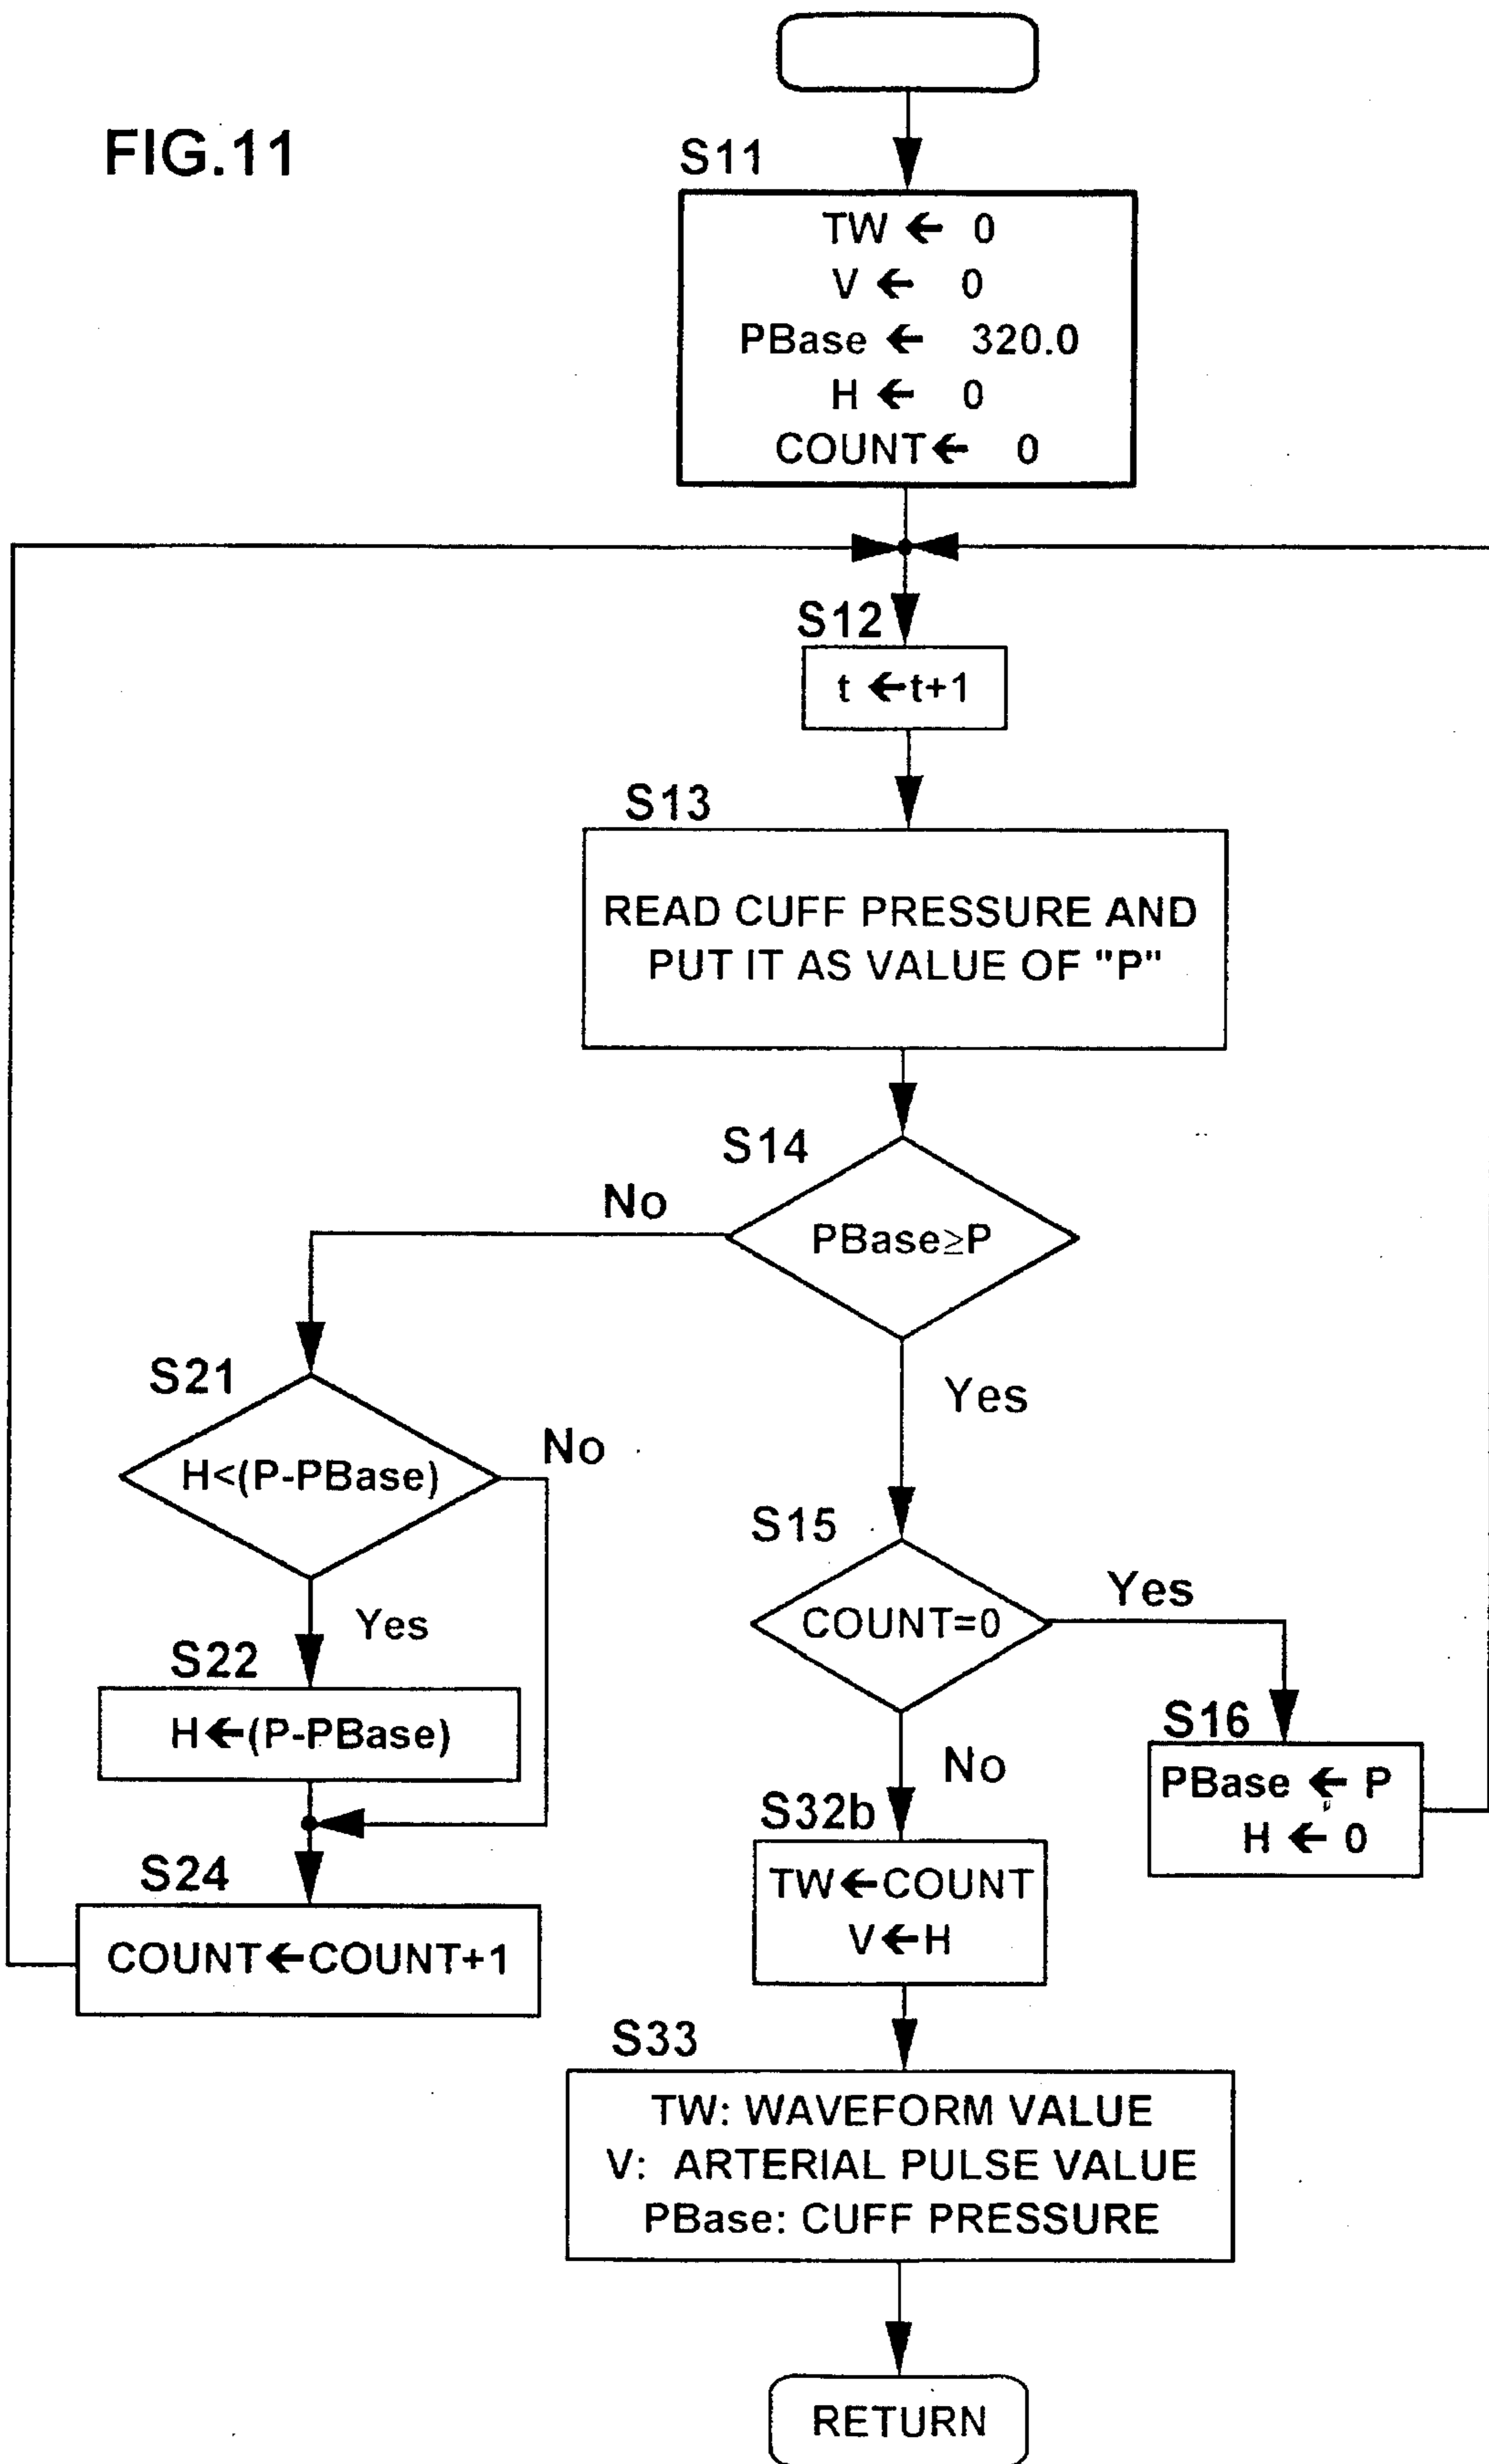 FIG.11
S11
TW ← 0
V ← 0
PBase ← 320.0
H ← 0
COUNT← 0
S12
t ←t+1
S13
READ CUFF PRESSURE AND
PUT IT AS VALUE OF "P"
S14
No
PBase≥P
S21
Yes
No
H<(P-PBase)
S15
Yes
COUNT=0
Yes
S22
H←(P-PBase)
S16
PBase ← P
H ← 0
No
S32b
TW←COUNT
V←H
S24
COUNT←COUNT+1
S33
TW: WAVEFORM VALUE
V: ARTERIAL PULSE VALUE
PBase: CUFF PRESSURE
RETURN